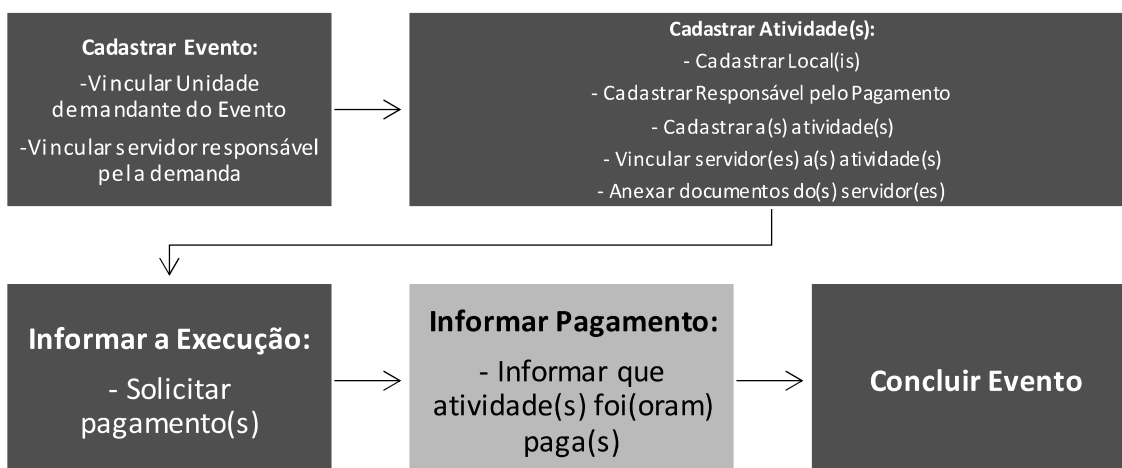 Cadastrar Evento:
-Vincular Unidade
demandante do Evento
-Vincular servidor responsável
pela demanda
Cadastrar Atividade(s):
- Cadastrar Local(is)
- Cadastrar Responsável pelo Pagamento
- Cadastrar a(s) atividade(s)
- Vincular servidor(es) a(s) atividade(s)
- Anexar documentos do(s) servidor(es)
Informar a Execução:
- Solicitar
pagamento(s)
Informar Pagamento:
- Informar que
atividade(s) foi(oram)
paga(s)
Concluir Evento